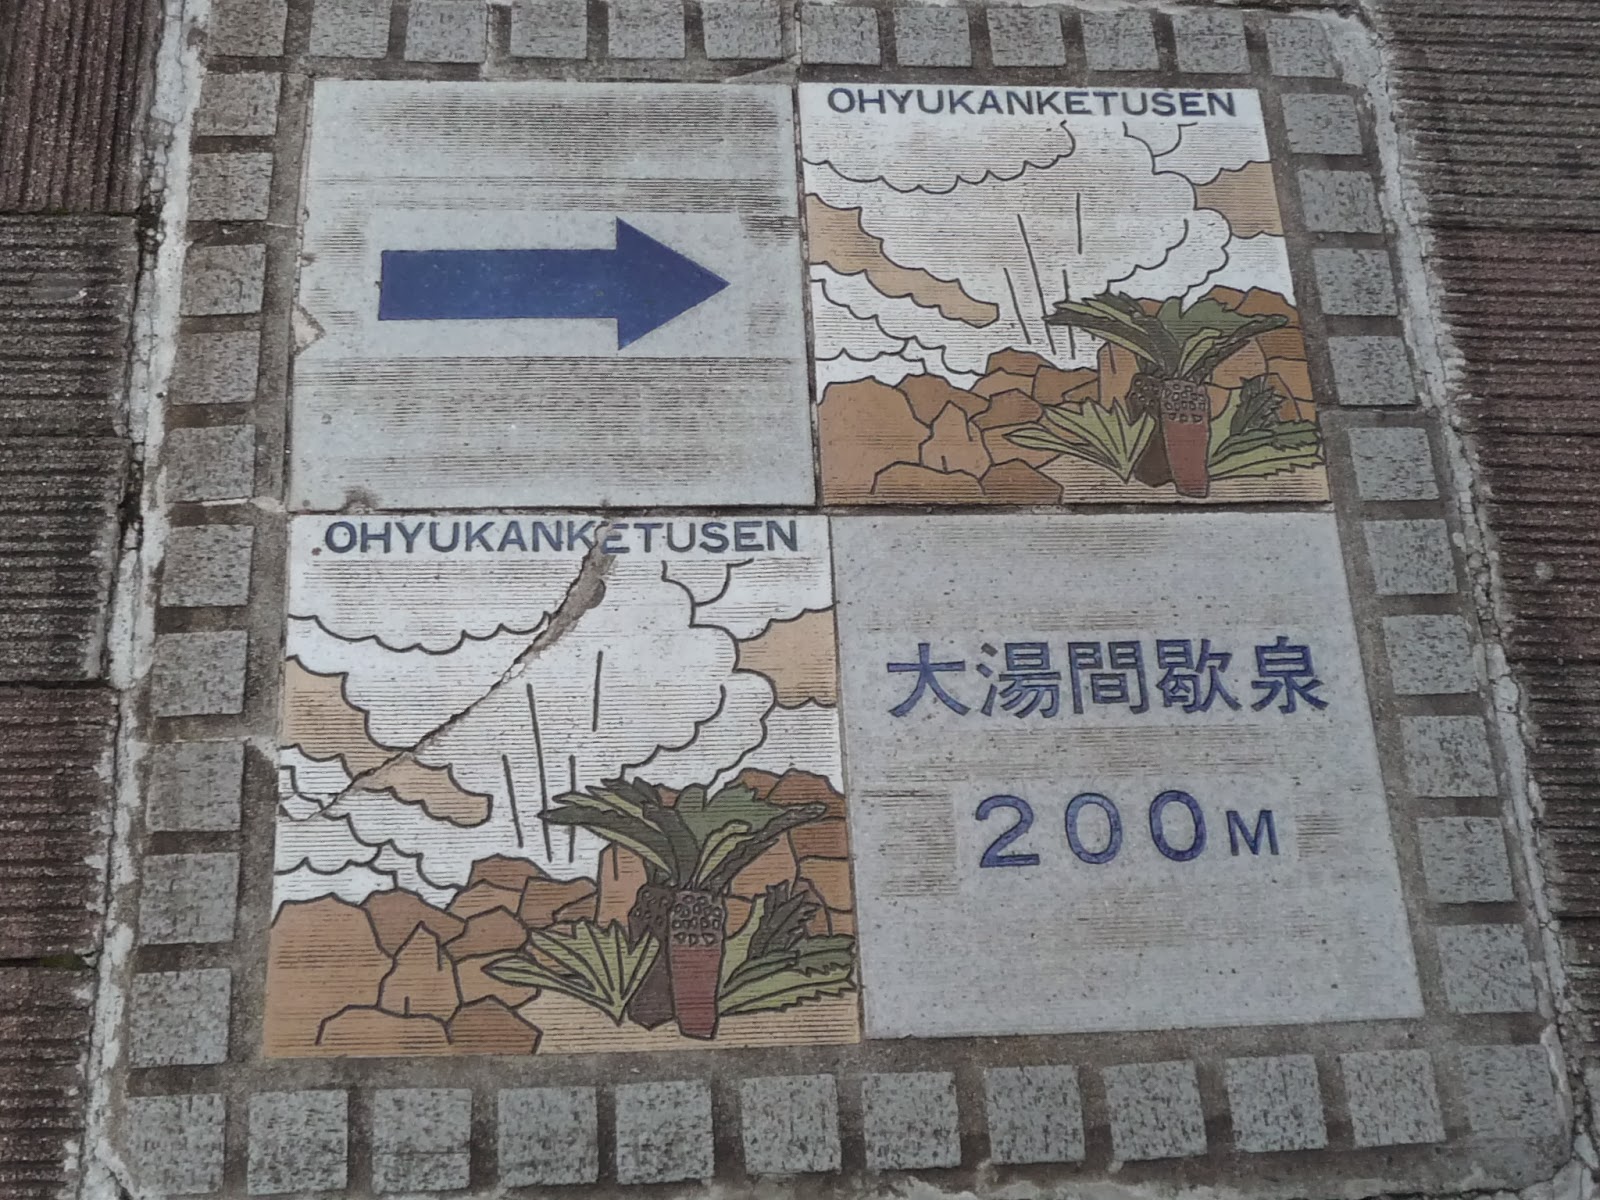 OHYUKANKETUSEN
OHYUKANKETUSEN
大湯間歇泉
200M